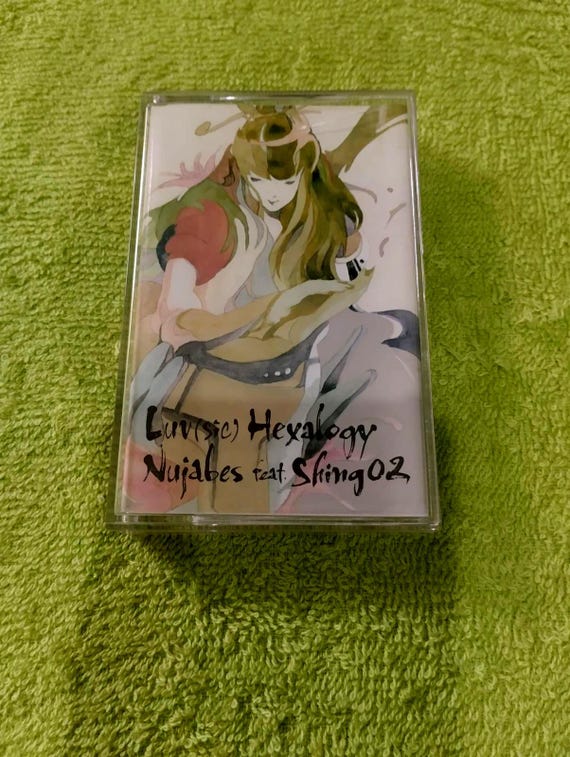 Luv(sic) Hexalogy
Nujabes feat. Shing02